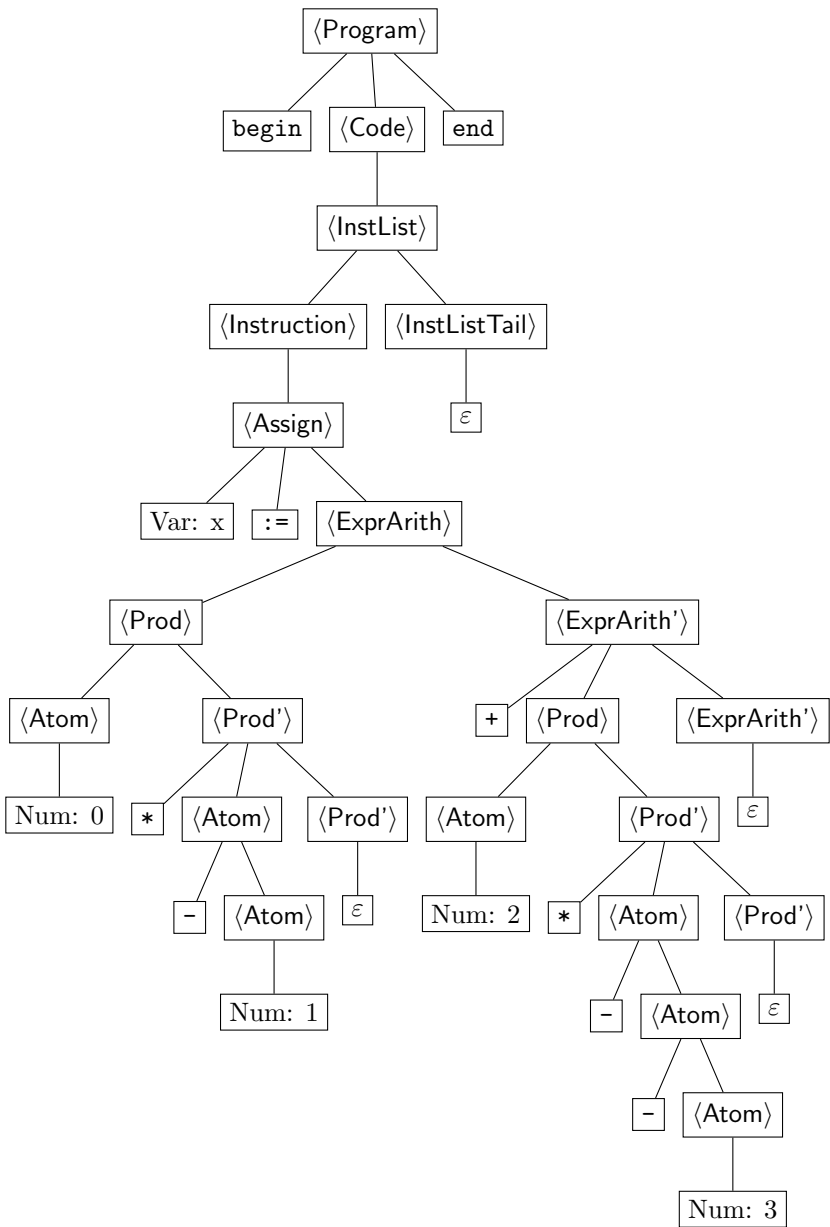 ⟨Program⟩
begin ⟨Code⟩ end
⟨InstList⟩
⟨Instruction⟩ ⟨InstListTail⟩
⟨Assign⟩ ε
Var: x := ⟨ExprArith⟩
⟨Prod⟩ ⟨ExprArith'⟩
⟨Atom⟩ ⟨Prod'⟩ + ⟨Prod⟩ ⟨ExprArith'⟩
Num: 0 * ⟨Atom⟩ ⟨Prod'⟩ ⟨Atom⟩ ⟨Prod'⟩ ε
- ⟨Atom⟩ ε Num: 2 * ⟨Atom⟩ ⟨Prod'⟩
Num: 1 - ⟨Atom⟩ ε
- ⟨Atom⟩
Num: 3